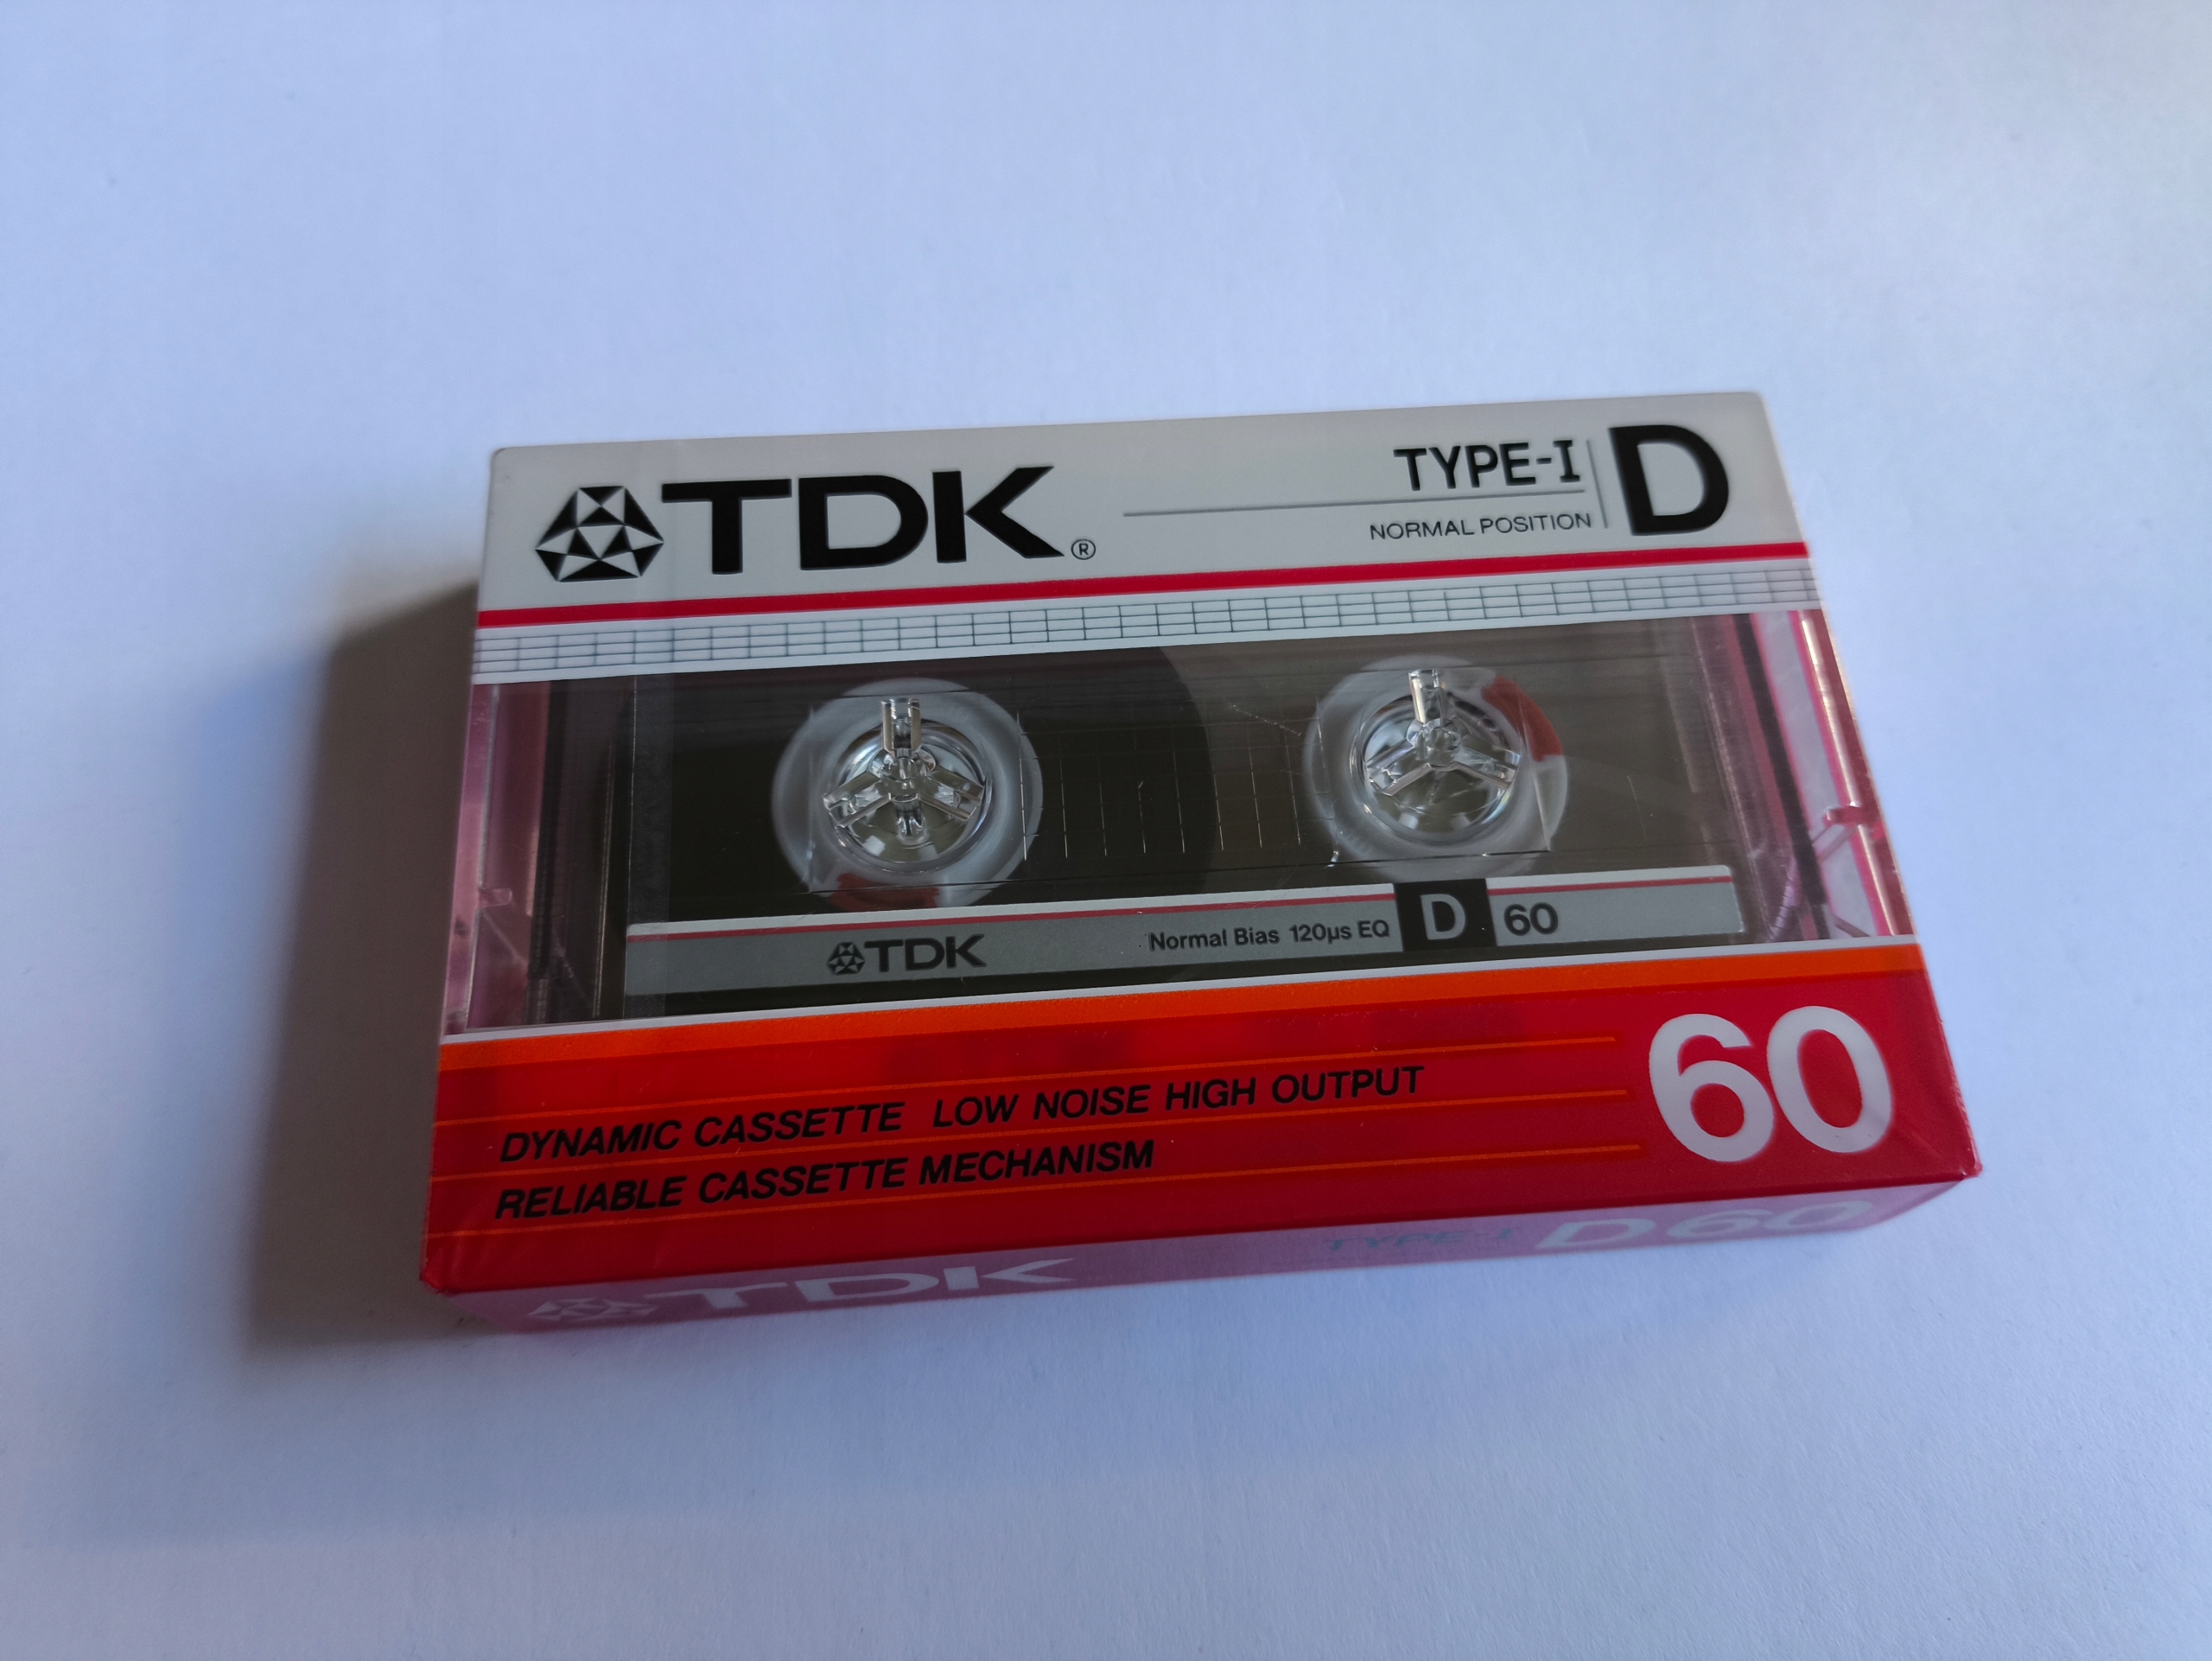 TDK®
TYPE-I D
NORMAL POSITION
TDK Normal Bias 120µs EQ D 60
DYNAMIC CASSETTE LOW NOISE HIGH OUTPUT
RELIABLE CASSETTE MECHANISM
60
TDK TYPE-I D60